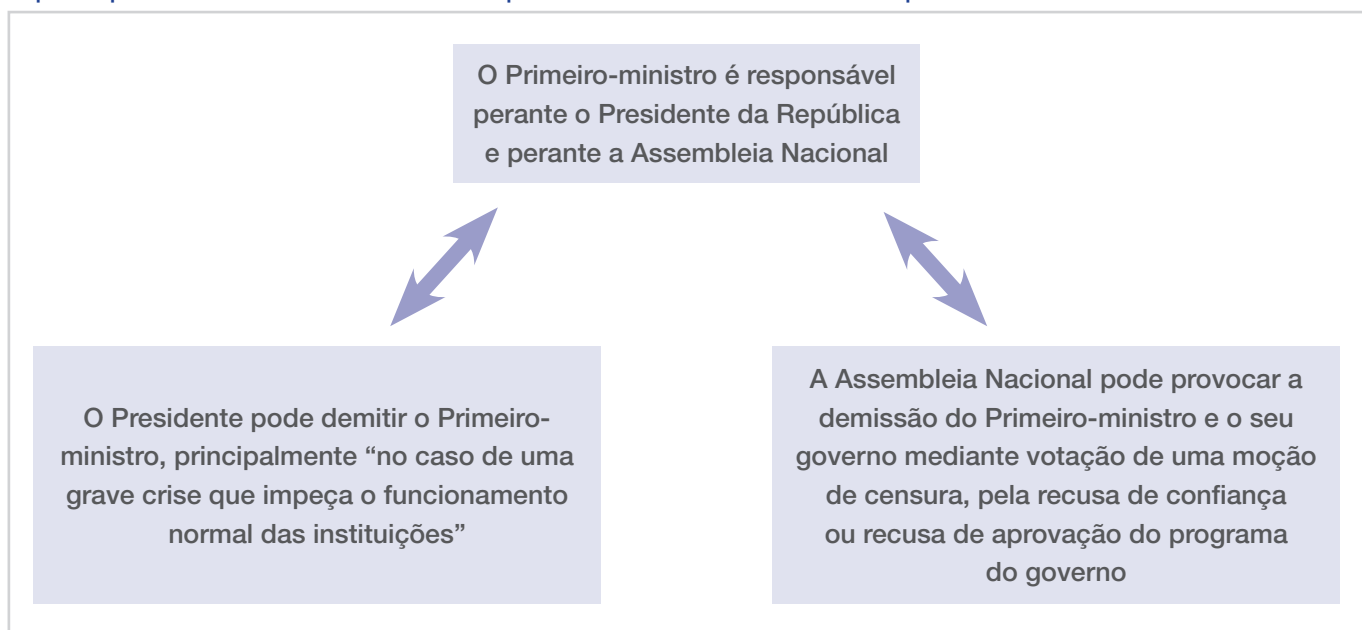 O Primeiro-ministro é responsável
perante o Presidente da República
e perante a Assembleia Nacional
O Presidente pode demitir o Primeiro-
ministro, principalmente “no caso de uma
grave crise que impeça o funcionamento
normal das instituições”
A Assembleia Nacional pode provocar a
demissão do Primeiro-ministro e o seu
governo mediante votação de uma moção
de censura, pela recusa de confiança
ou recusa de aprovação do programa
do governo